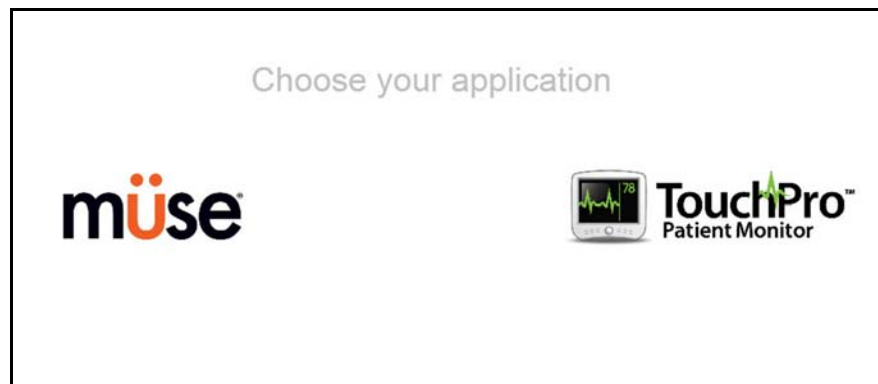 Choose your application
müse®
78
TouchPro™
Patient Monitor